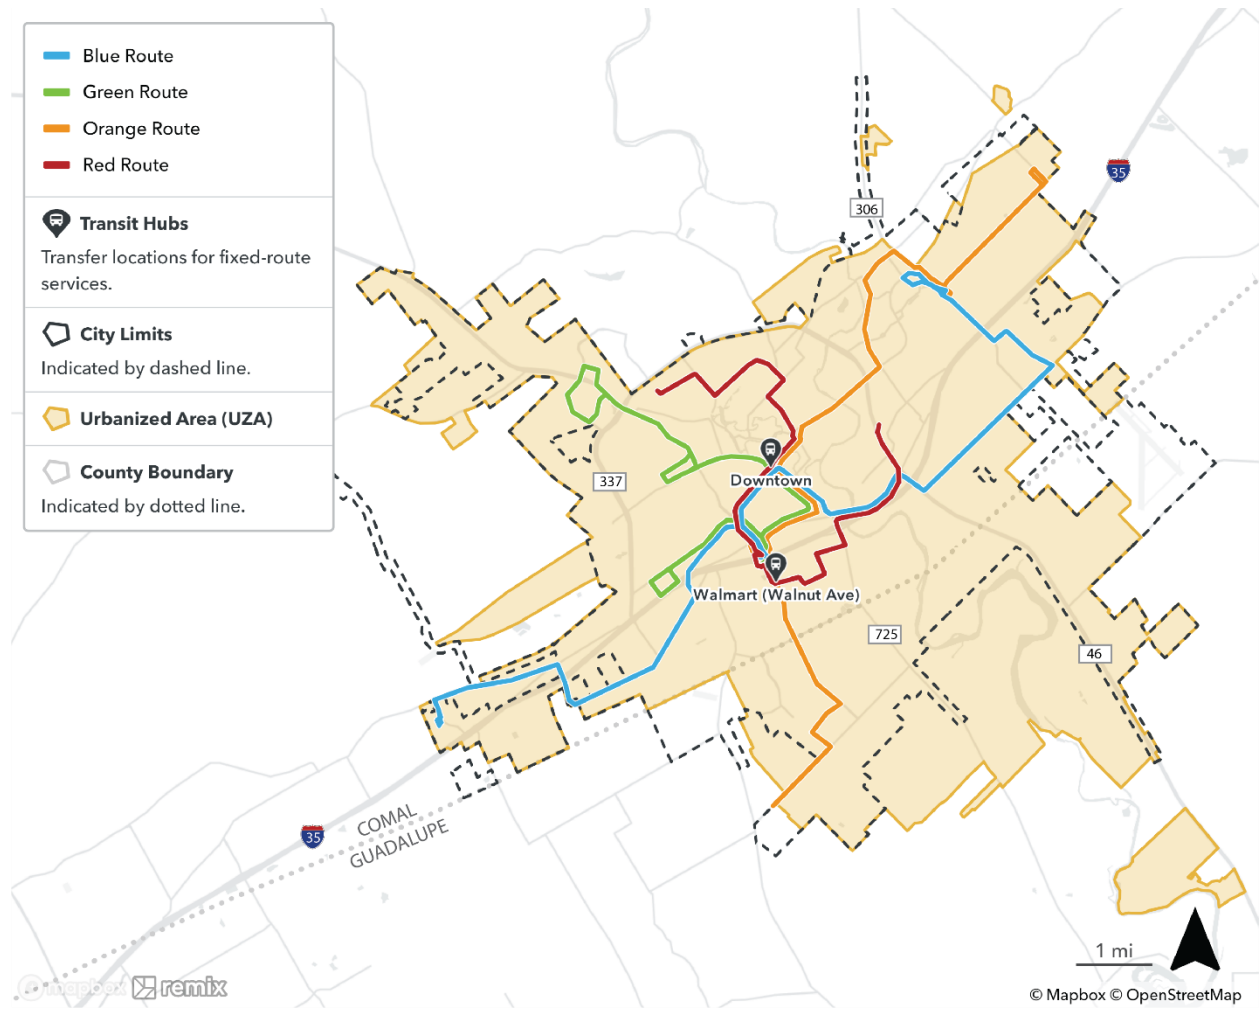 Blue Route
Green Route
Orange Route
Red Route
Transit Hubs
Transfer locations for fixed-route
services.
City Limits
Indicated by dashed line.
Urbanized Area (UZA)
County Boundary
Indicated by dotted line.
35
306
337
Downtown
Walmart (Walnut Ave)
725
46
COMAL
GUADALUPE
35
1 mi
mapbox
remix
© Mapbox © OpenStreetMap